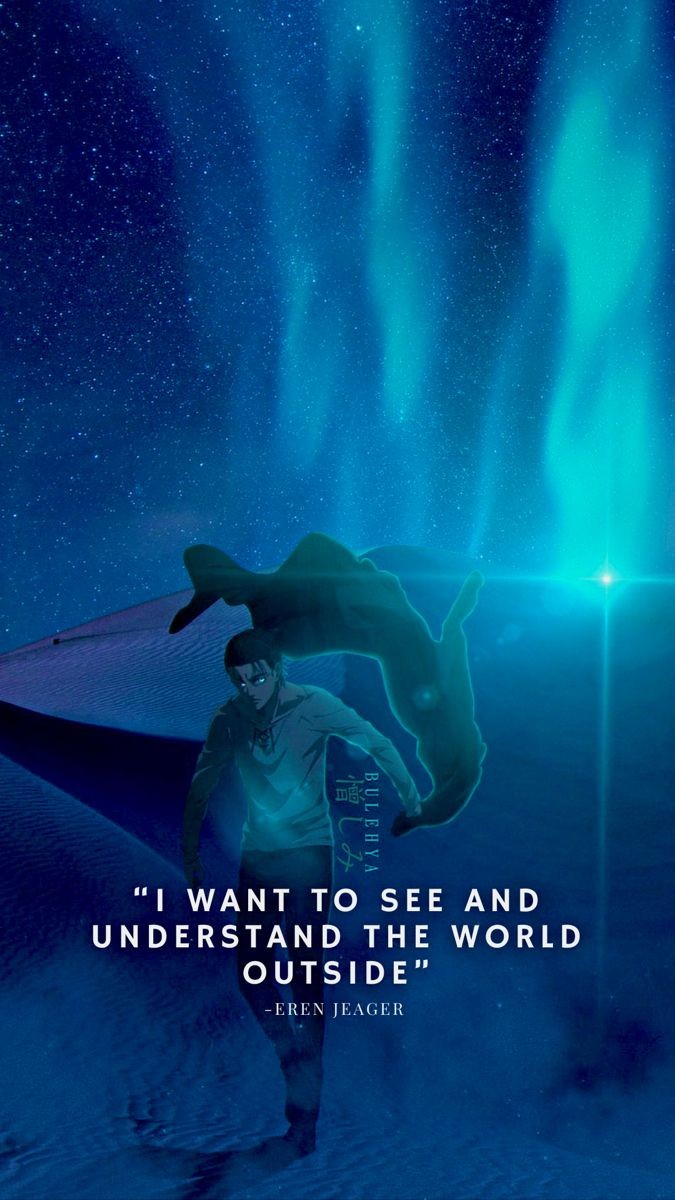 BULEHYA
憎しみ
“I WANT TO SEE AND
UNDERSTAND THE WORLD
OUTSIDE”
-EREN JEAGER